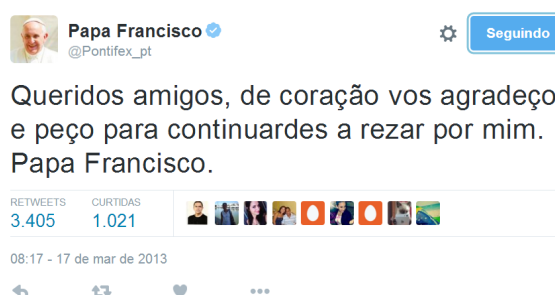 Papa Francisco
@Pontifex_pt
Seguindo
Queridos amigos, de coração vos agradeço
e peço para continuardes a rezar por mim.
Papa Francisco.
RETWEETS CURTIDAS
3.405 1.021
08:17 - 17 de mar de 2013